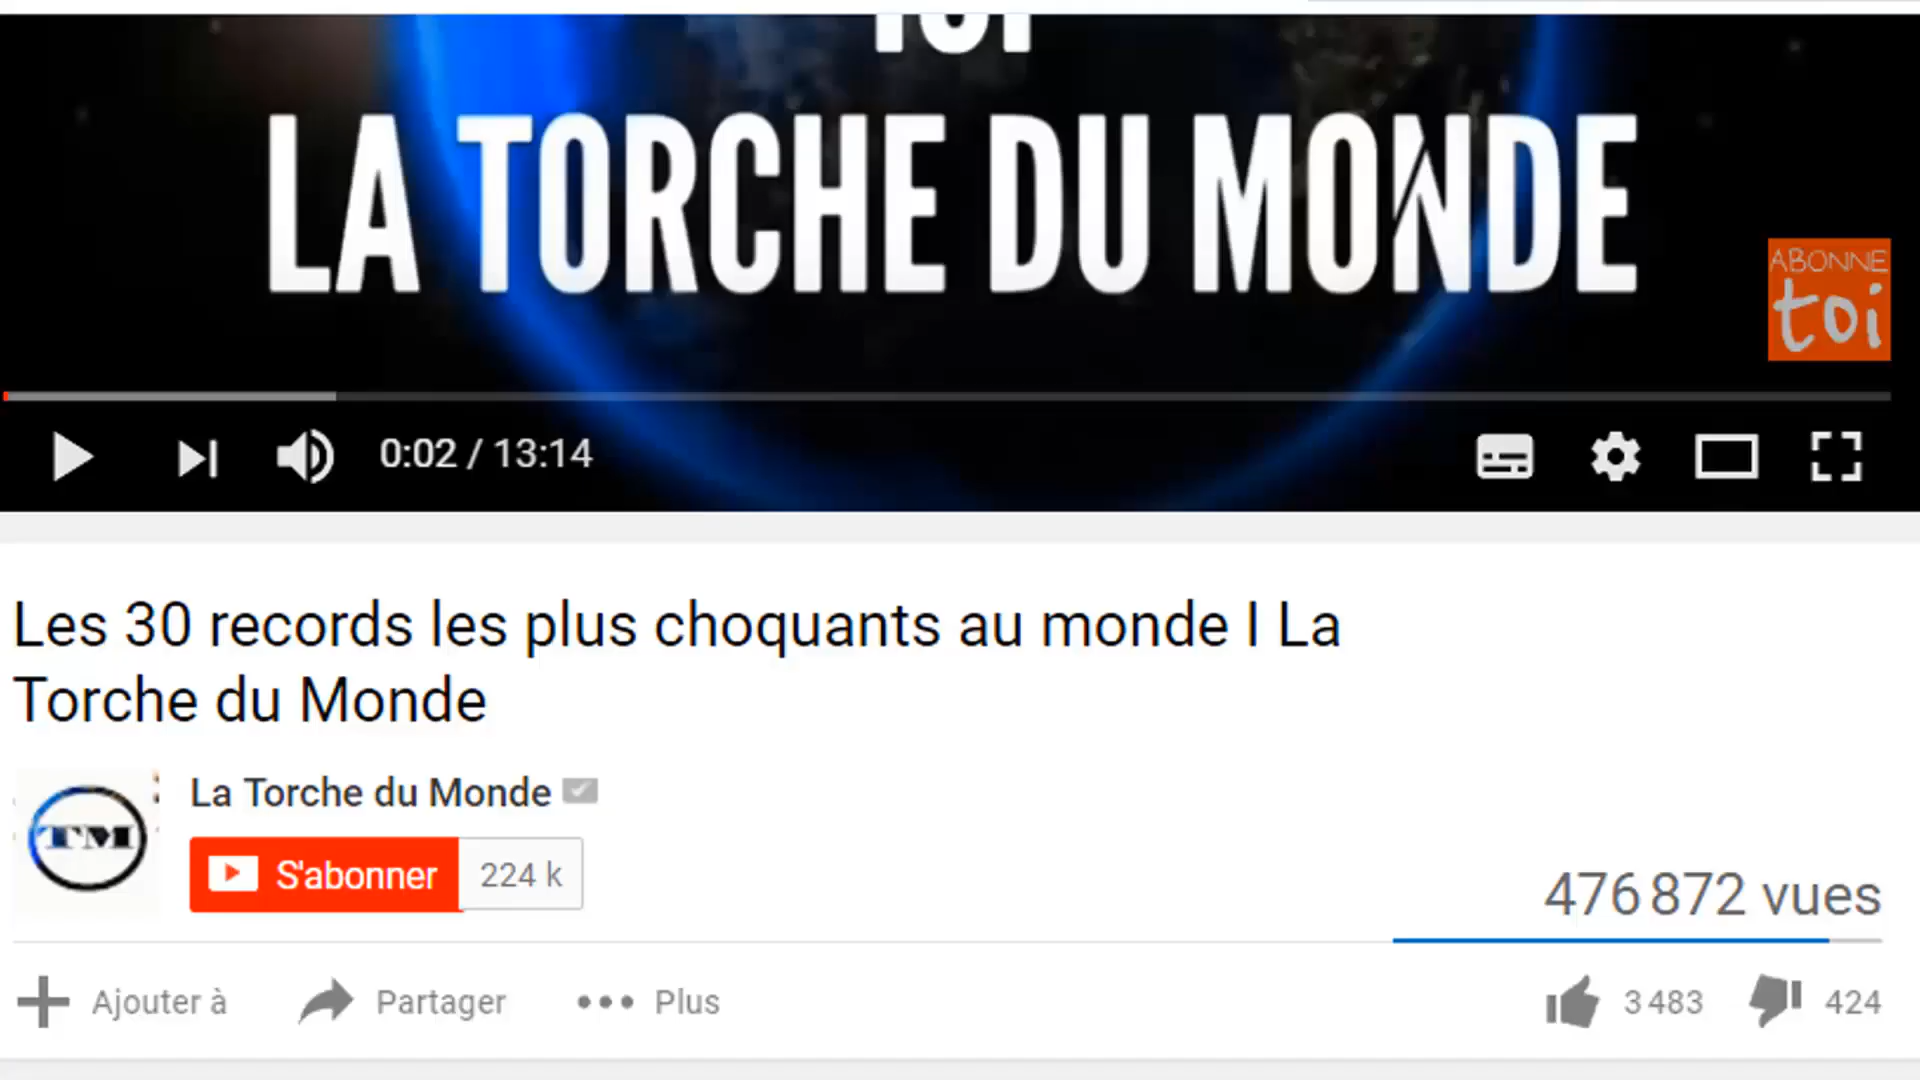 LA TORCHE DU MONDE
ABONNE
toi
0:02 / 13:14
Les 30 records les plus choquants au monde I La
Torche du Monde
La Torche du Monde
TM
S'abonner 224 k
476 872 vues
Ajouter à Partager Plus 3 483 424